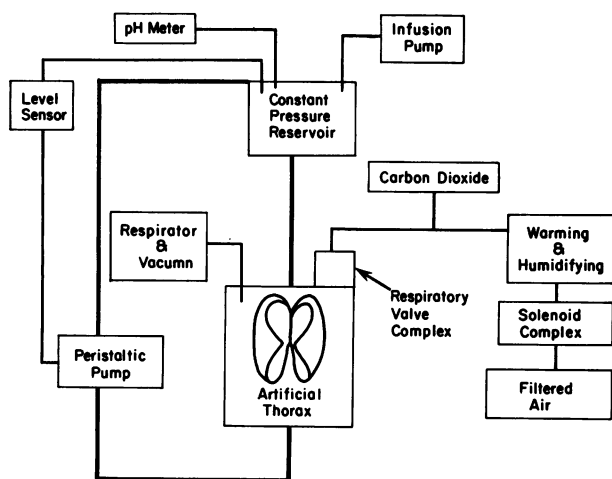 pH Meter
Infusion
Pump
Level
Sensor
Constant
Pressure
Reservoir
Carbon Dioxide
Respirator
&
Vacumn
Warming
&
Humidifying
Respiratory
Valve
Complex
Solenoid
Complex
Peristaltic
Pump
Artificial
Thorax
Filtered
Air